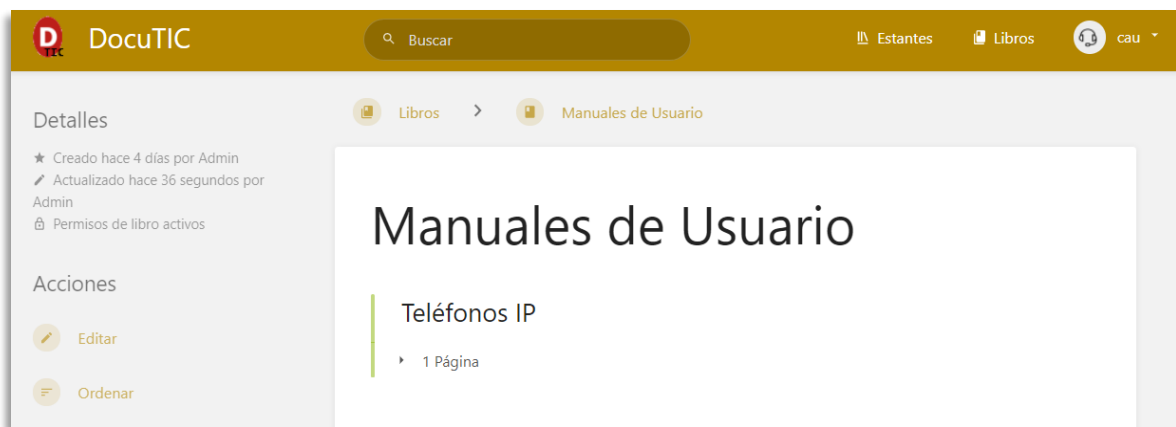 D
TIC
DocuTIC
Buscar
Estantes
Libros
cau
Detalles
Creado hace 4 días por Admin
Actualizado hace 36 segundos por
Admin
Permisos de libro activos
Acciones
Editar
Ordenar
Libros
Manuales de Usuario
Manuales de Usuario
Teléfonos IP
1 Página